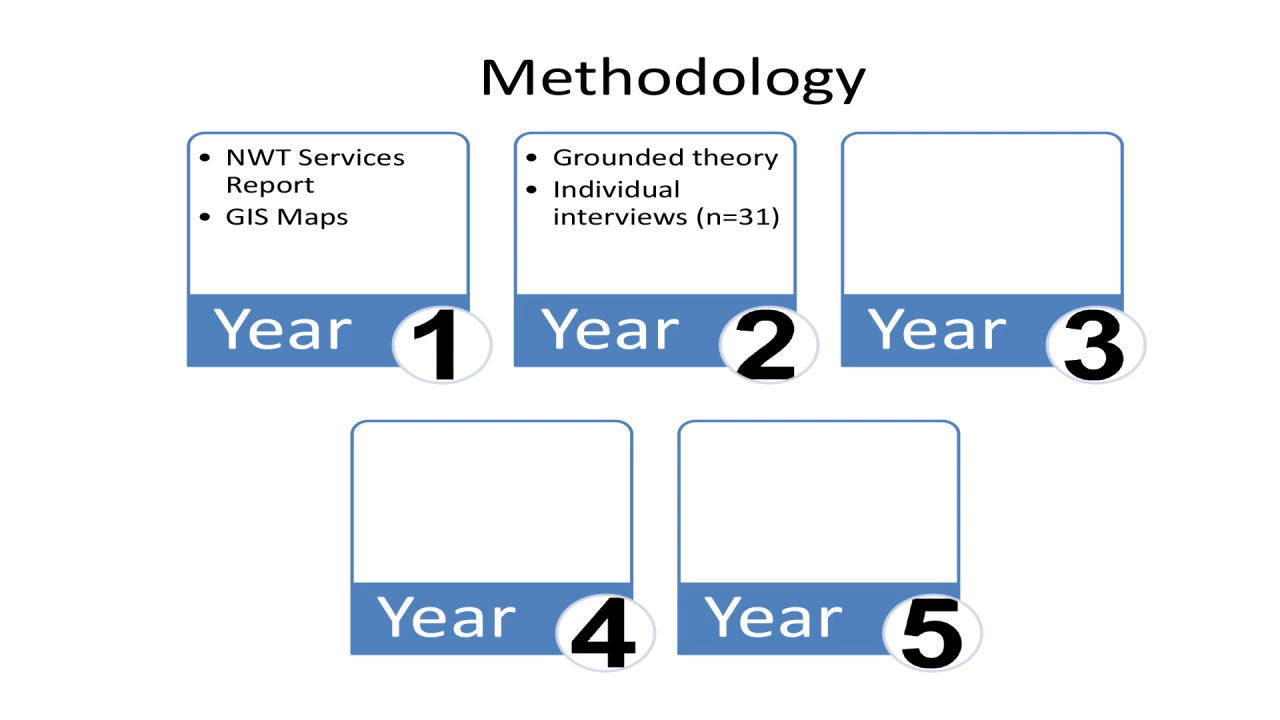 Methodology
• NWT Services
Report
• GIS Maps
Year 1
• Grounded theory
• Individual
interviews (n=31)
Year 2
Year 3
Year 4
Year 5